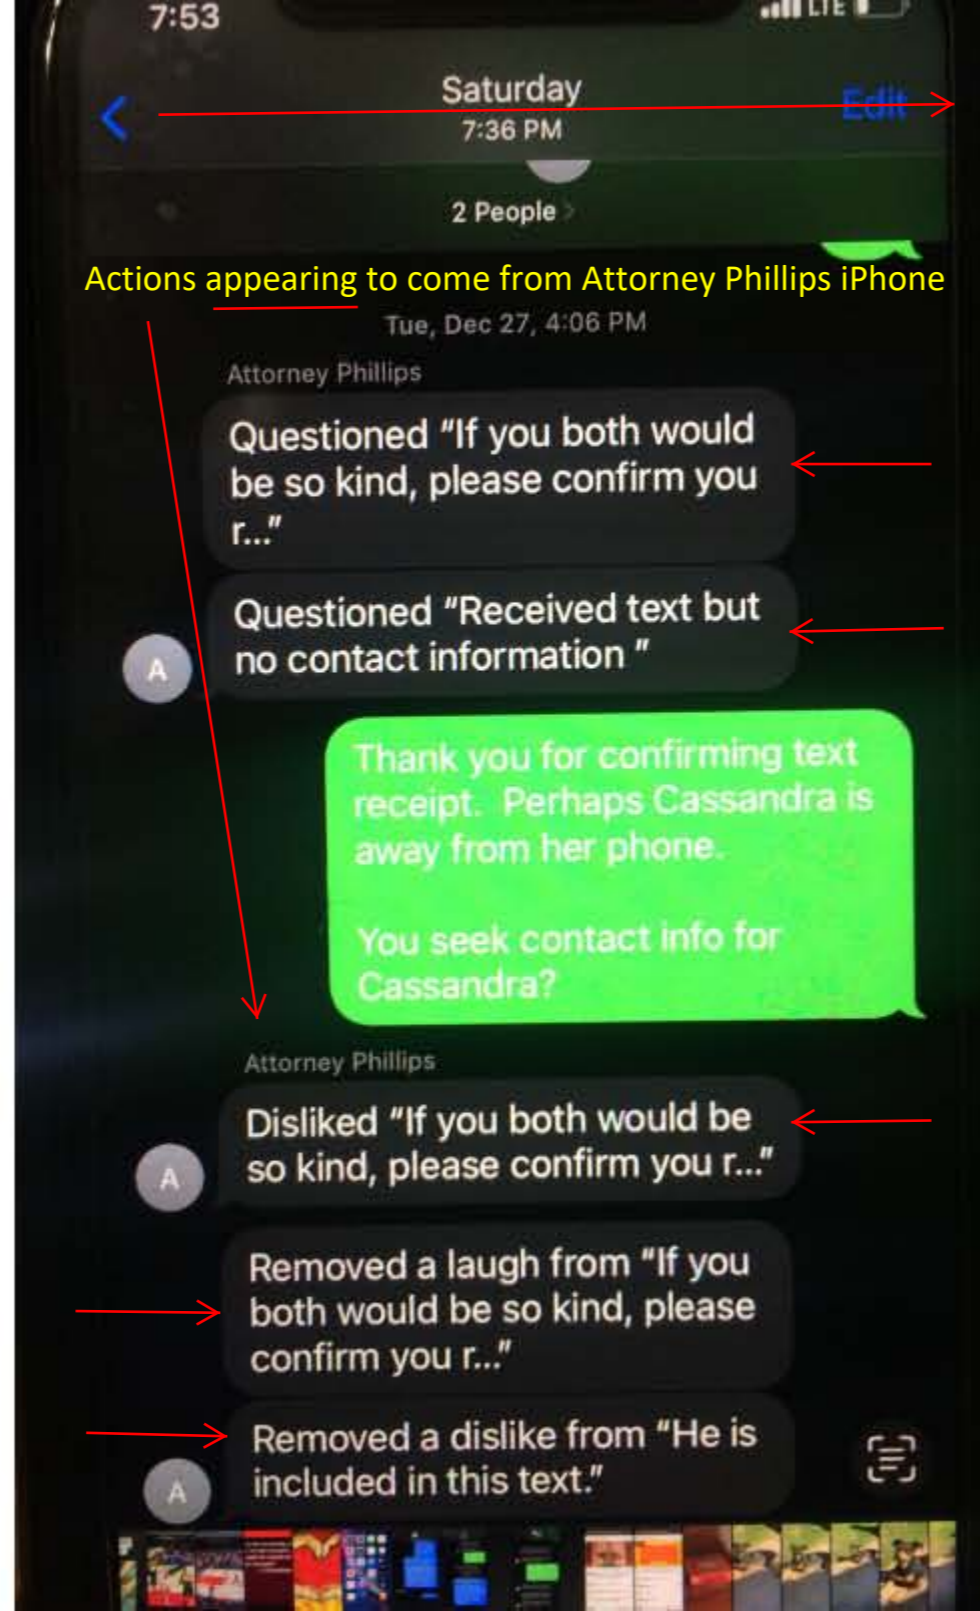 7:53
LTE
Saturday
Edit
7:36 PM
2 People >
Actions appearing to come from Attorney Phillips iPhone
Tue, Dec 27, 4:06 PM
Attorney Phillips
Questioned “If you both would
be so kind, please confirm you
r...”
Questioned “Received text but
no contact information ”
A
Thank you for confirming text
receipt. Perhaps Cassandra is
away from her phone.
You seek contact info for
Cassandra?
Attorney Phillips
Disliked “If you both would be
so kind, please confirm you r...”
A
Removed a laugh from “If you
both would be so kind, please
confirm you r...”
Removed a dislike from “He is
included in this text.”
A